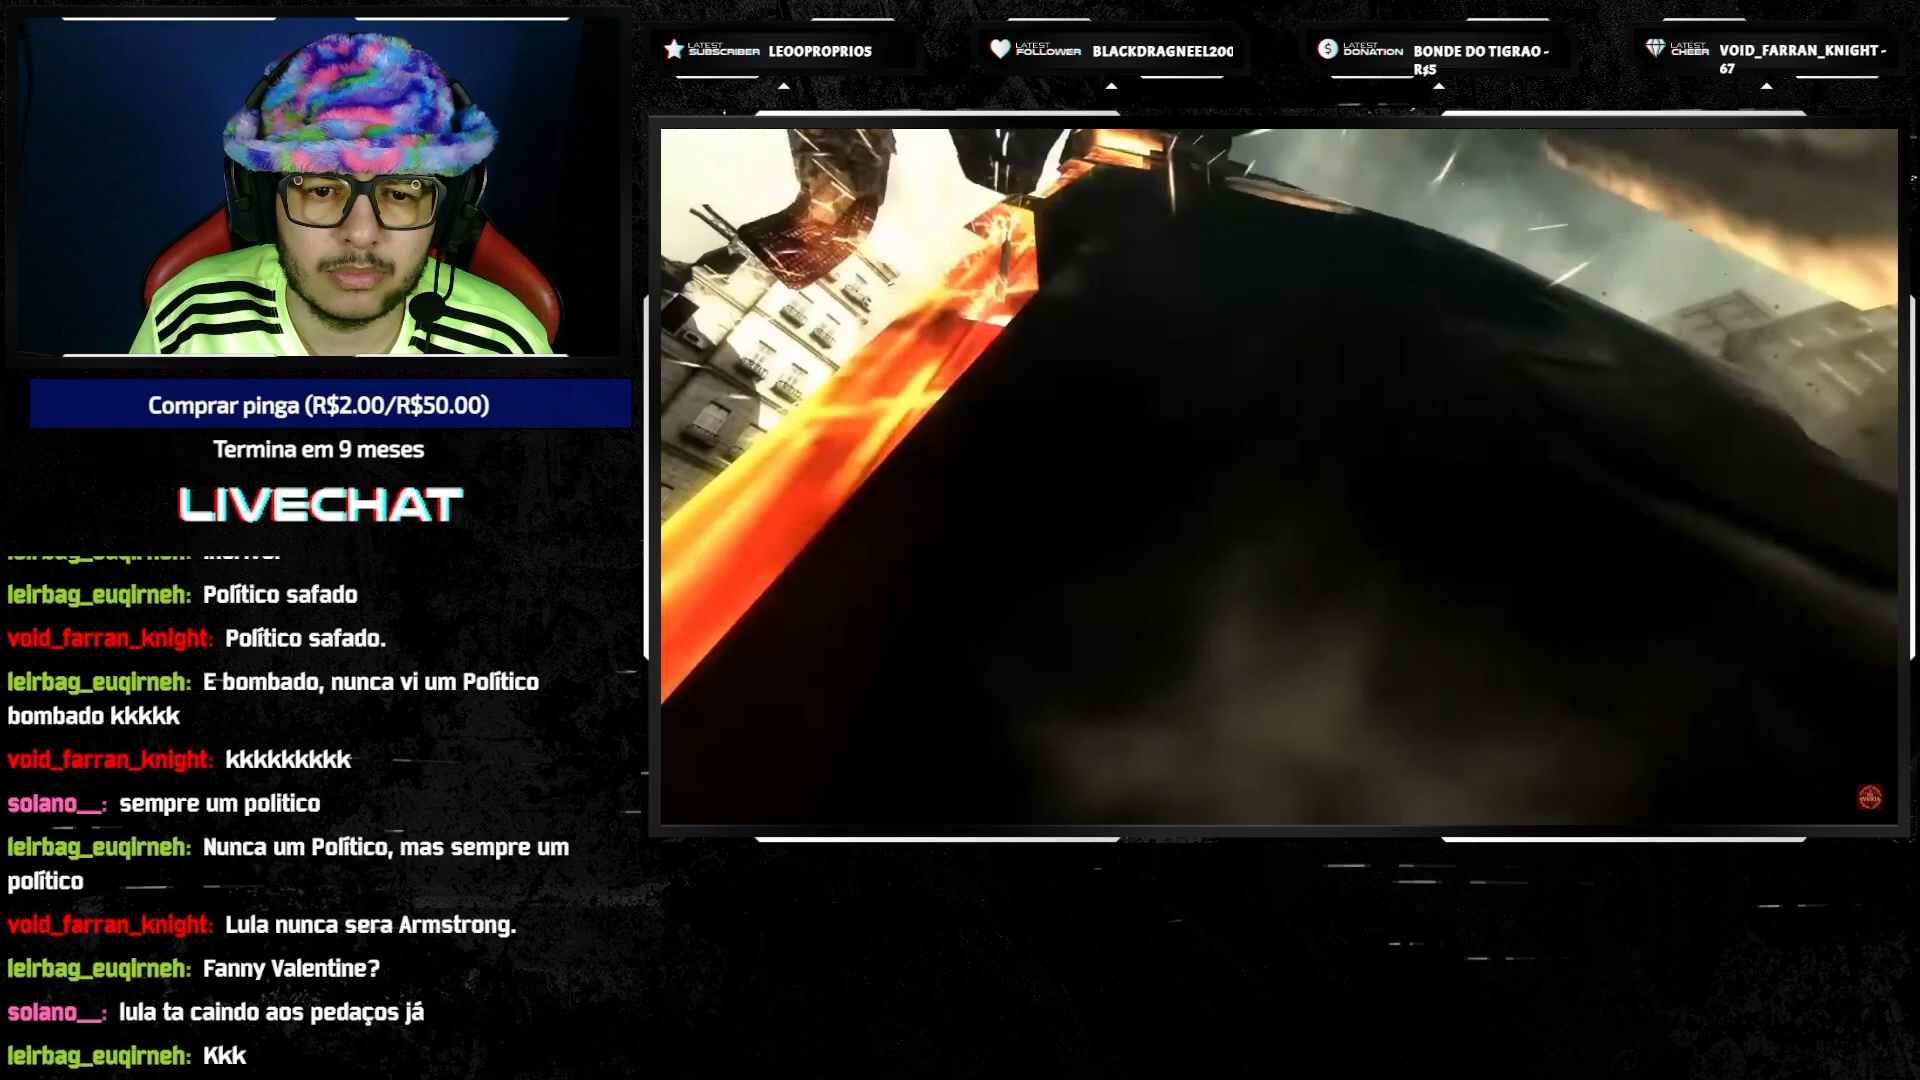 LATEST SUBSCRIBER LEOOPROPRIO5
LATEST FOLLOWER BLACKDRAGNEEL200
LATEST DONATION BONDE DO TIGRAO -
R$5
LATEST CHEER VOID_FARRAN_KNIGHT -
67
Comprar pinga (R$2.00/R$50.00)
Termina em 9 meses
LIVECHAT
leirbag_euqirneh:
leirbag_euqirneh: Político safado
void_farran_knight: Político safado.
leirbag_euqirneh: E bombado, nunca vi um Político
bombado kkkkk
void_farran_knight: kkkkkkkkk
solano__: sempre um politico
leirbag_euqirneh: Nunca um Político, mas sempre um
político
void_farran_knight: Lula nunca sera Armstrong.
leirbag_euqirneh: Fanny Valentine?
solano__: lula ta caindo aos pedaços já
leirbag_euqirneh: Kkk